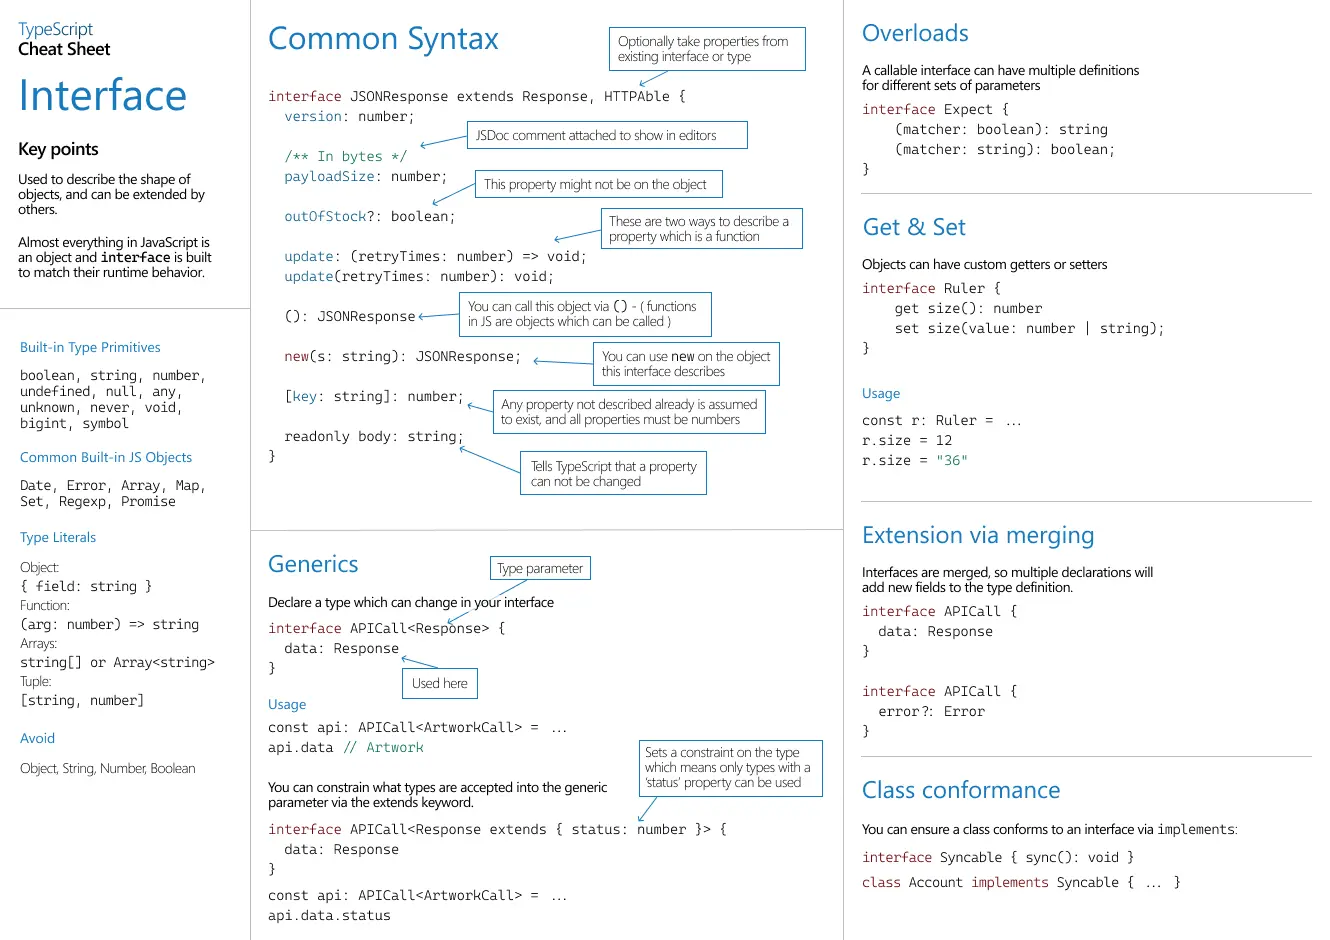 TypeScript
Cheat Sheet
Interface
Key points
Used to describe the shape of
objects, and can be extended by
others.
Almost everything in JavaScript is
an object and interface is built
to match their runtime behavior.
Built-in Type Primitives
boolean, string, number,
undefined, null, any,
unknown, never, void,
bigint, symbol
Common Built-in JS Objects
Date, Error, Array, Map,
Set, Regexp, Promise
Type Literals
Object:
{ field: string }
Function:
(arg: number) => string
Arrays:
string[] or Array<string>
Tuple:
[string, number]
Avoid
Object, String, Number, Boolean
Common Syntax
Optionally take properties from
existing interface or type
interface JSONResponse extends Response, HTTPAble {
version: number;
JSDoc comment attached to show in editors
/** In bytes */
payloadSize: number;
This property might not be on the object
outOfStock?: boolean;
These are two ways to describe a
property which is a function
update: (retryTimes: number) => void;
update(retryTimes: number): void;
(): JSONResponse
You can call this object via () - ( functions
in JS are objects which can be called )
new(s: string): JSONResponse;
You can use new on the object
this interface describes
[key: string]: number;
Any property not described already is assumed
to exist, and all properties must be numbers
readonly body: string;
}
Tells TypeScript that a property
can not be changed
Generics
Type parameter
Declare a type which can change in your interface
interface APICall<Response> {
data: Response
}
Used here
Usage
const api: APICall<ArtworkCall> = ...
api.data // Artwork
Sets a constraint on the type
which means only types with a
‘status’ property can be used
You can constrain what types are accepted into the generic
parameter via the extends keyword.
interface APICall<Response extends { status: number }> {
data: Response
}
const api: APICall<ArtworkCall> = ...
api.data.status
Overloads
A callable interface can have multiple definitions
for different sets of parameters
interface Expect {
(matcher: boolean): string
(matcher: string): boolean;
}
Get & Set
Objects can have custom getters or setters
interface Ruler {
get size(): number
set size(value: number | string);
}
Usage
const r: Ruler = ...
r.size = 12
r.size = "36"
Extension via merging
Interfaces are merged, so multiple declarations will
add new fields to the type definition.
interface APICall {
data: Response
}
interface APICall {
error?: Error
}
Class conformance
You can ensure a class conforms to an interface via implements:
interface Syncable { sync(): void }
class Account implements Syncable { ... }